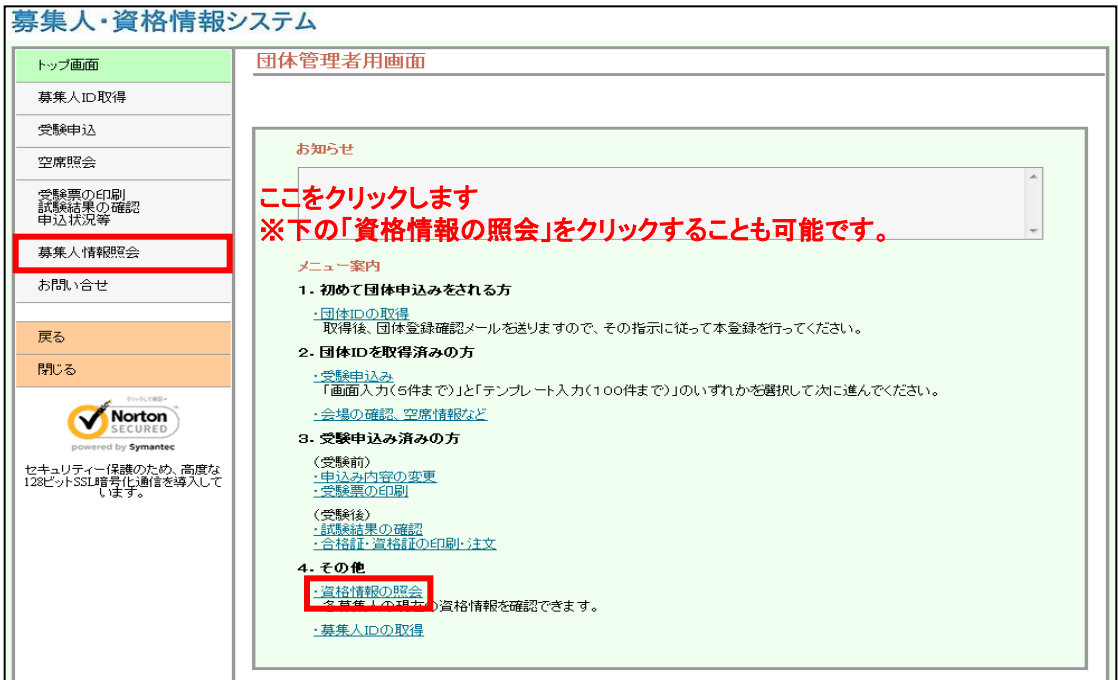 募集人・資格情報システム
トップ画面
募集人ID取得
受験申込
空席照会
受験票の印刷
試験結果の確認
申込状況等
募集人情報照会
お問い合せ
戻る
閉じる
Norton
SECURED
powered by Symantec
セキュリティー保護のため、高度な
128ビットSSL暗号化通信を導入して
います。
団体管理者用画面
お知らせ
ここをクリックします
※下の「資格情報の照会」をクリックすることも可能です。
メニュー案内
1. 初めて団体申込みをされる方
・団体IDの取得
取得後、団体登録確認メールを送りますので、その指示に従って本登録を行ってください。
2. 団体IDを取得済みの方
・受験申込み
「画面入力(5件まで)」と「テンプレート入力(100件まで)」のいずれかを選択して次に進んでください。
・会場の確認、空席情報など
3. 受験申込み済みの方
(受験前)
・申込み内容の変更
・受験票の印刷
(受験後)
・試験結果の確認
・合格証・資格証の印刷・注文
4. その他
・資格情報の照会
各募集人の現在の資格情報を確認できます。
・募集人IDの取得